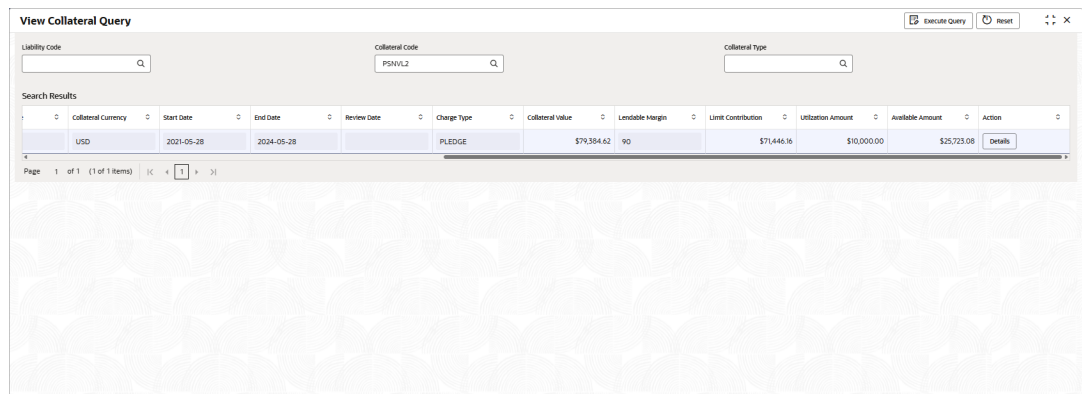 View Collateral Query Execute Query Reset
Liability Code Collateral Code Collateral Type
PSNVL2
Search Results
Collateral Currency Start Date End Date Review Date Charge Type Collateral Value Lendable Margin Limit Contribution Utilization Amount Available Amount Action
USD 2021-05-28 2024-05-28 PLEDGE $79,384.62 90 $71,446.16 $10,000.00 $25,723.08 Details
Page 1 of 1 (1 of 1 Items) 1